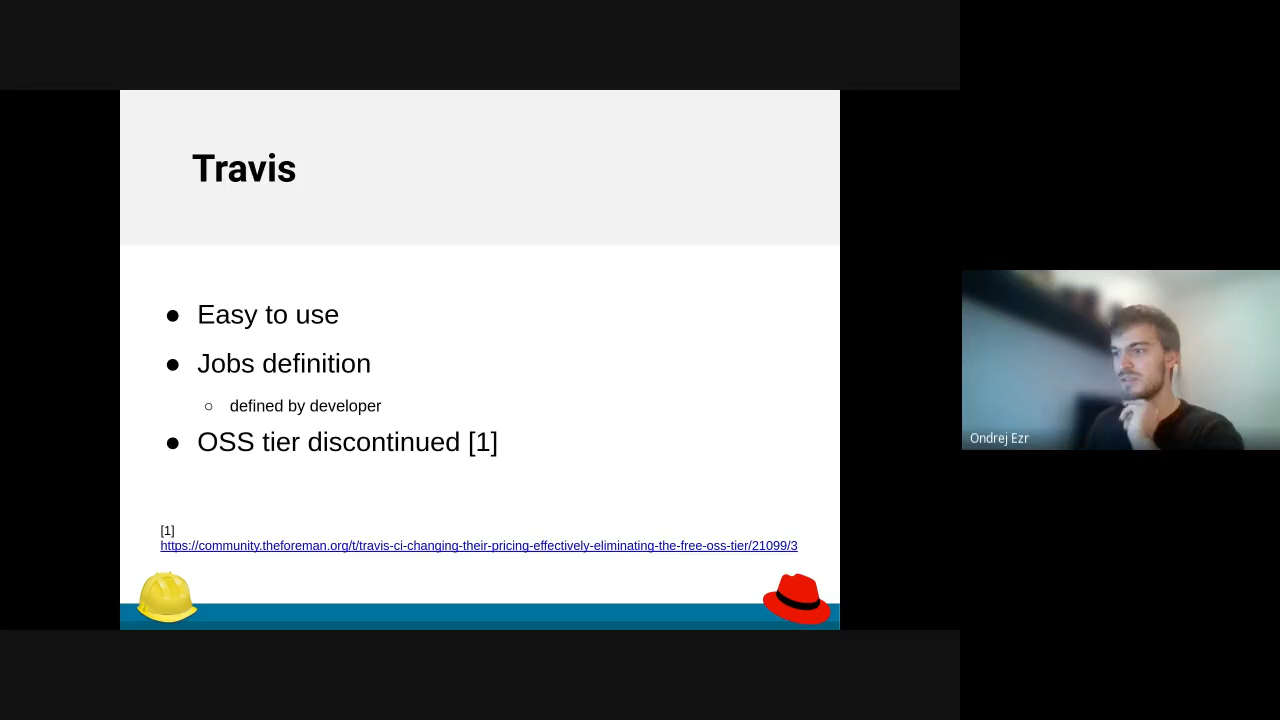 Travis
● Easy to use
● Jobs definition
○ defined by developer
● OSS tier discontinued [1]
[1]
https://community.theforeman.org/t/travis-ci-changing-their-pricing-effectively-eliminating-the-free-oss-tier/21099/3
Ondrej Ezr